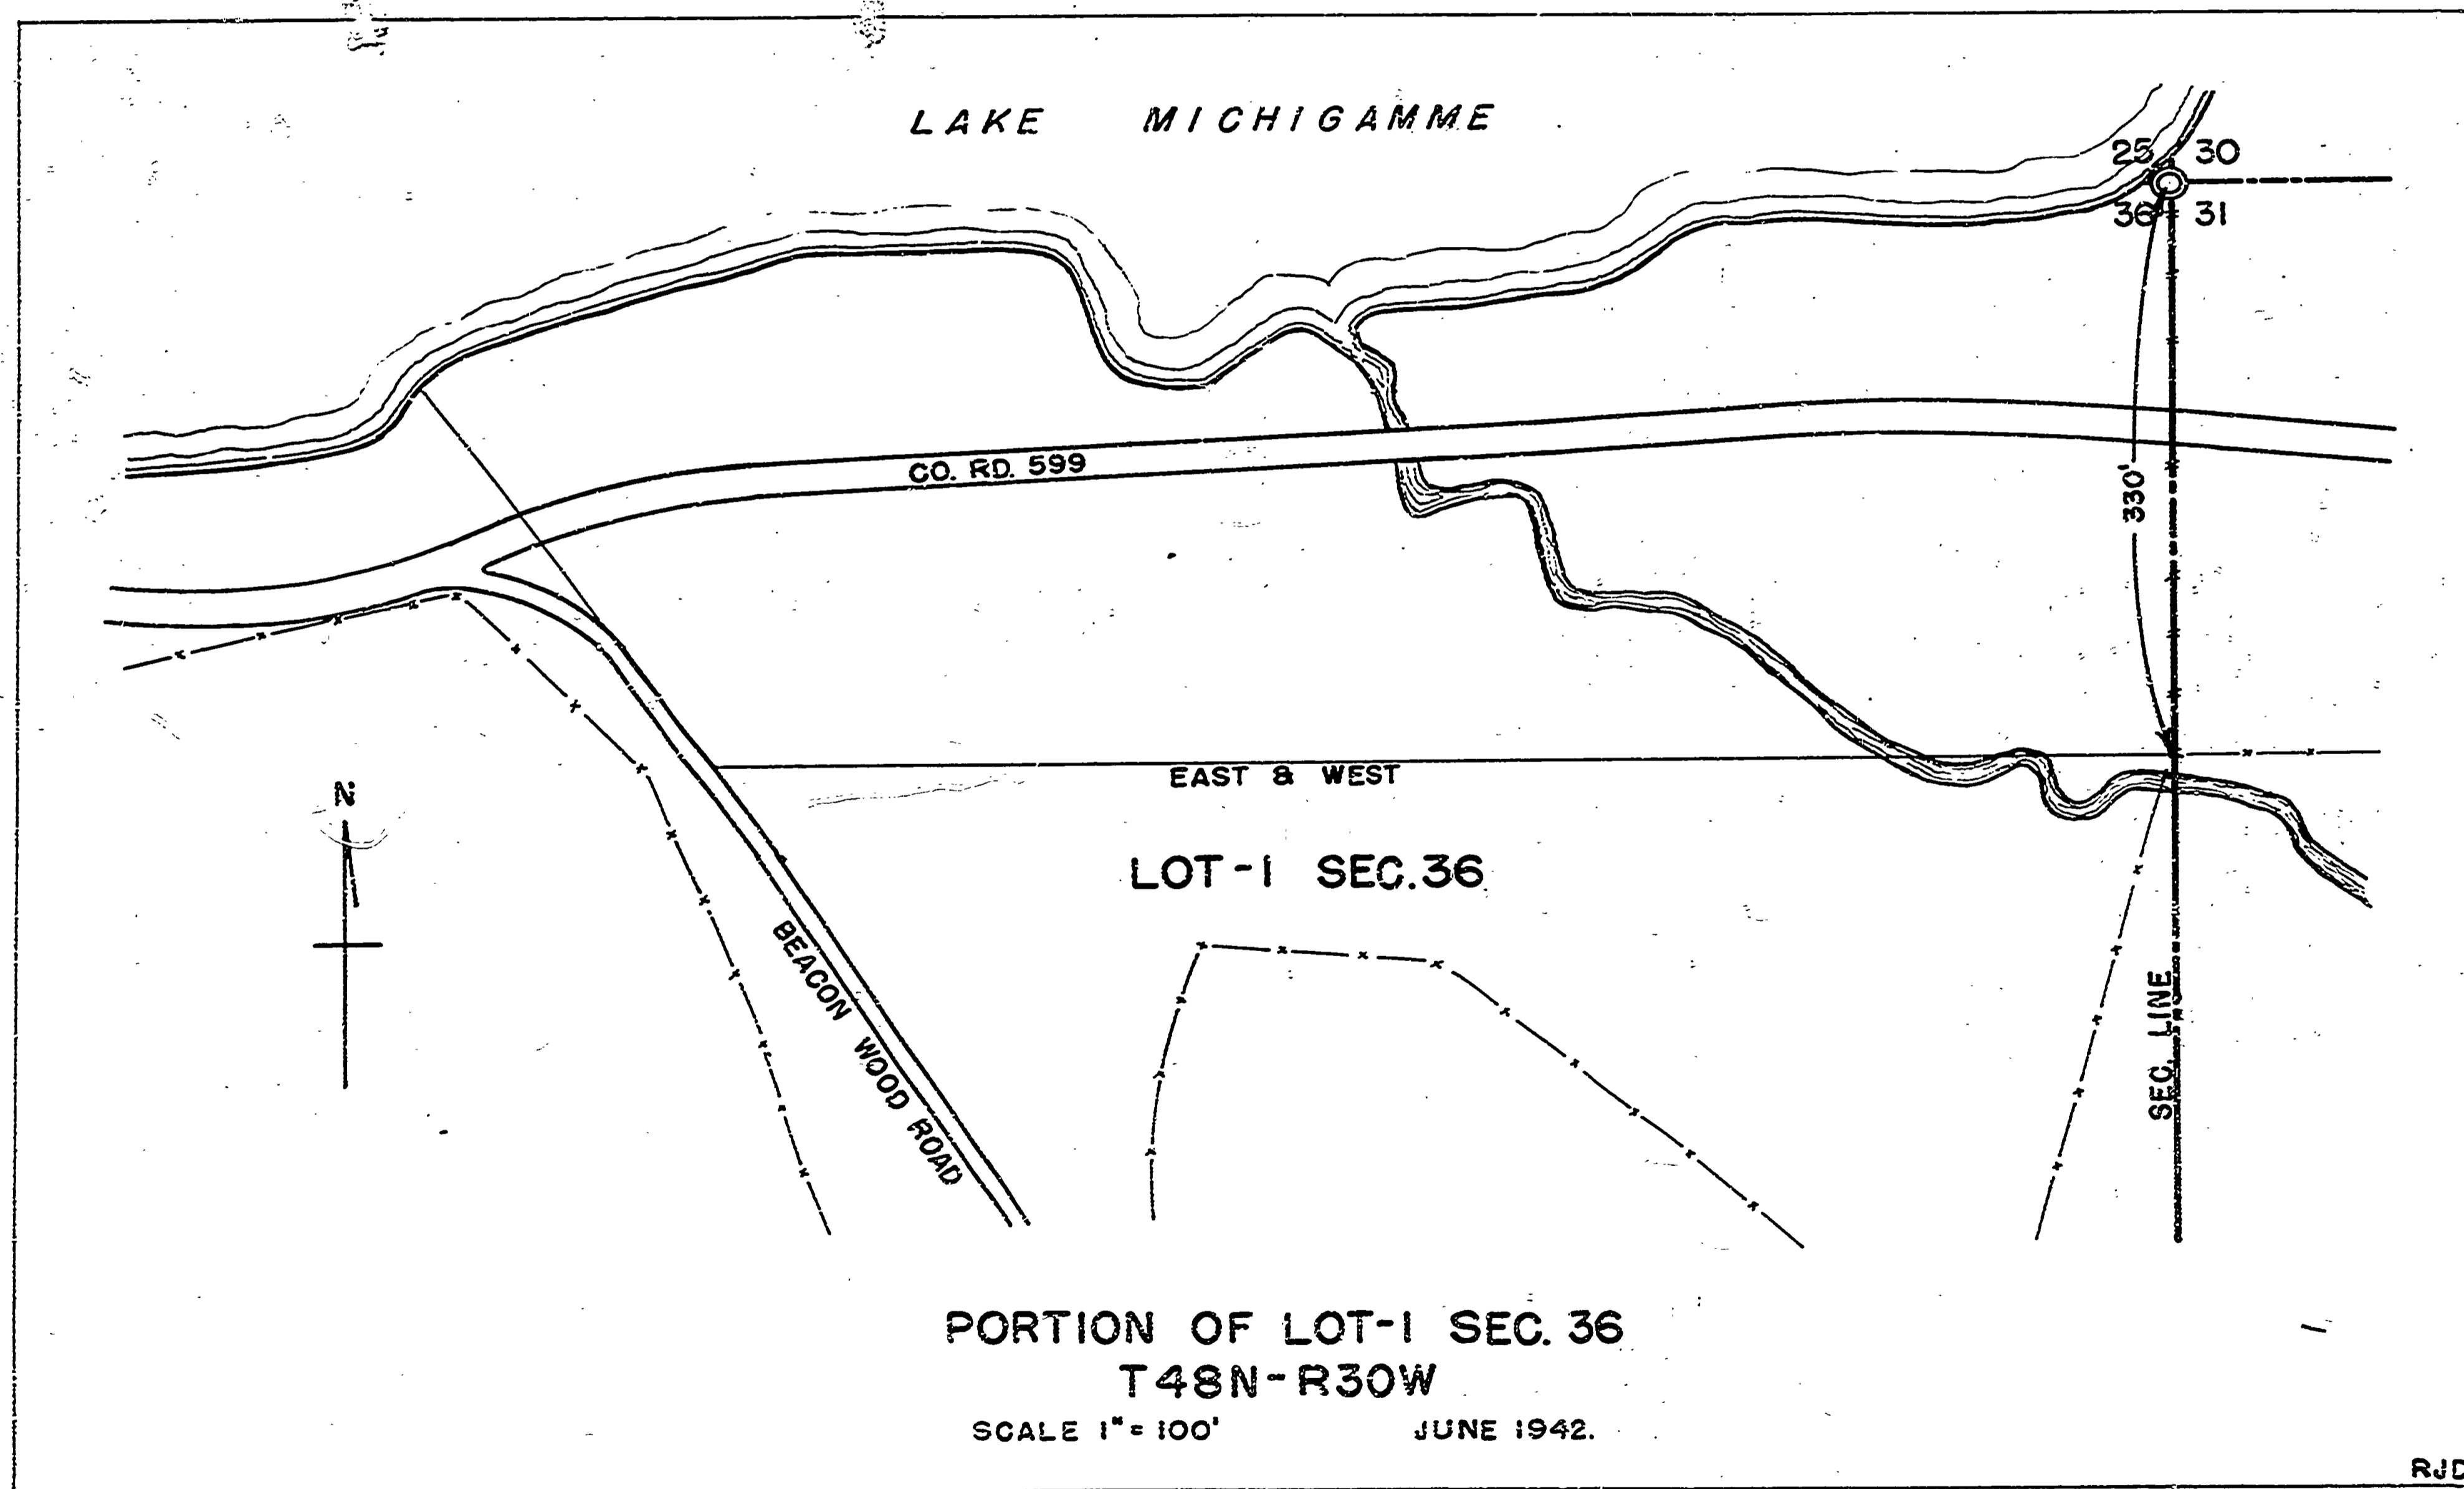 LAKE MICHIGAMME
25 30
36 31
CO. RD. 599
330'
EAST & WEST
N.
LOT-1 SEC.36
BEACON WOOD ROAD
SEC. LINE
PORTION OF LOT-1 SEC. 36
T48N-R30W
SCALE 1"= 100' JUNE 1942.
RJD